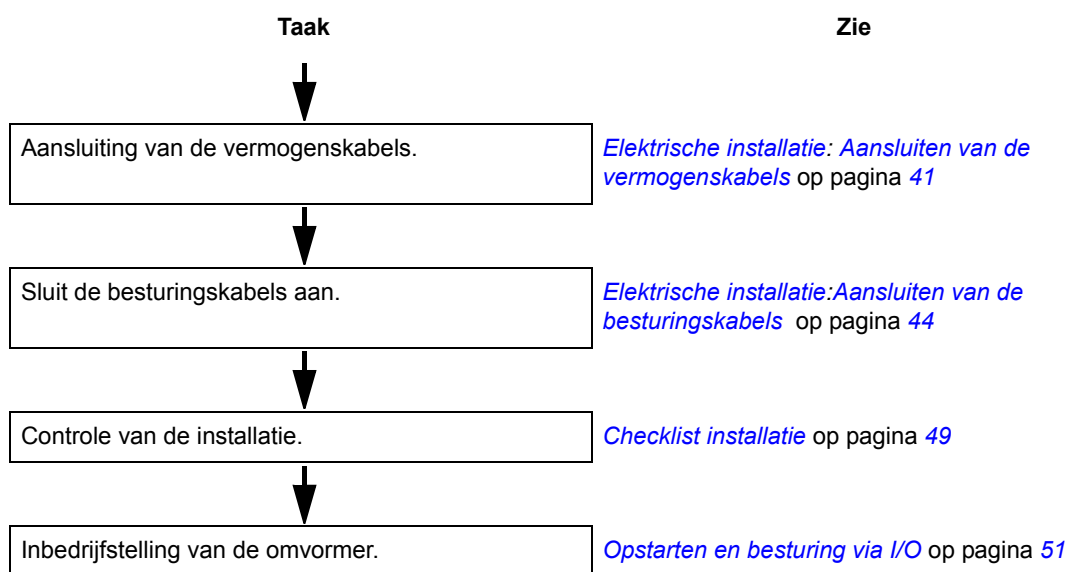 Taak Zie
Aansluiting van de vermogenskabels. Elektrische installatie: Aansluiten van de
vermogenskabels op pagina 41
Sluit de besturingskabels aan. Elektrische installatie:Aansluiten van de
besturingskabels op pagina 44
Controle van de installatie. Checklist installatie op pagina 49
Inbedrijfstelling van de omvormer. Opstarten en besturing via I/O op pagina 51